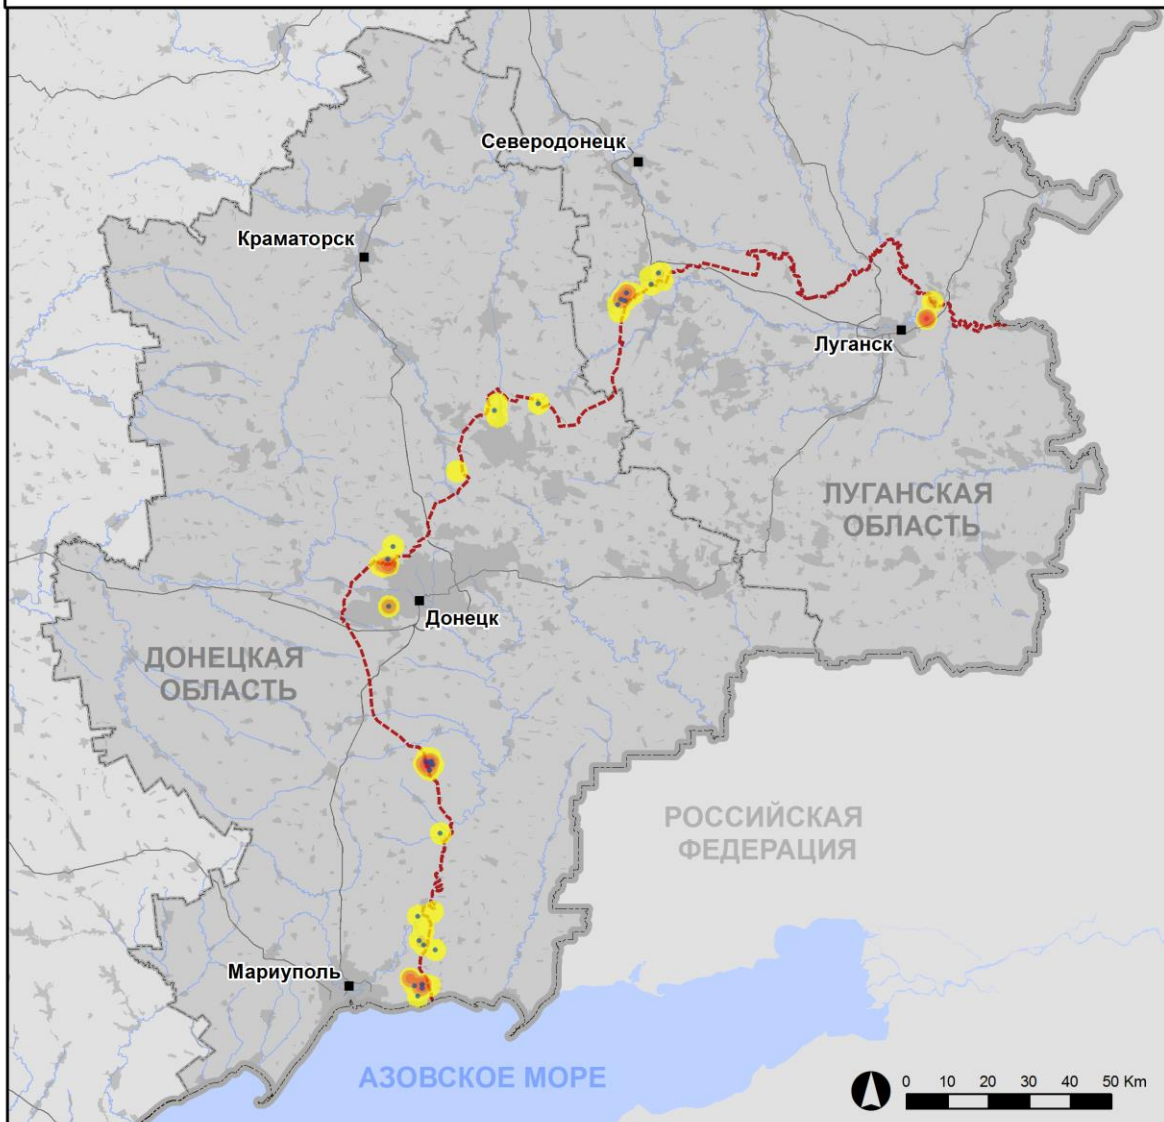 Северодонецк
Краматорск
Луганск
ЛУГАНСКАЯ
ОБЛАСТЬ
Донецк
ДОНЕЦКАЯ
ОБЛАСТЬ
РОССИЙСКАЯ
ФЕДЕРАЦИЯ
Мариуполь
АЗОВСКОЕ МОРЕ
0 10 20 30 40 50 Km